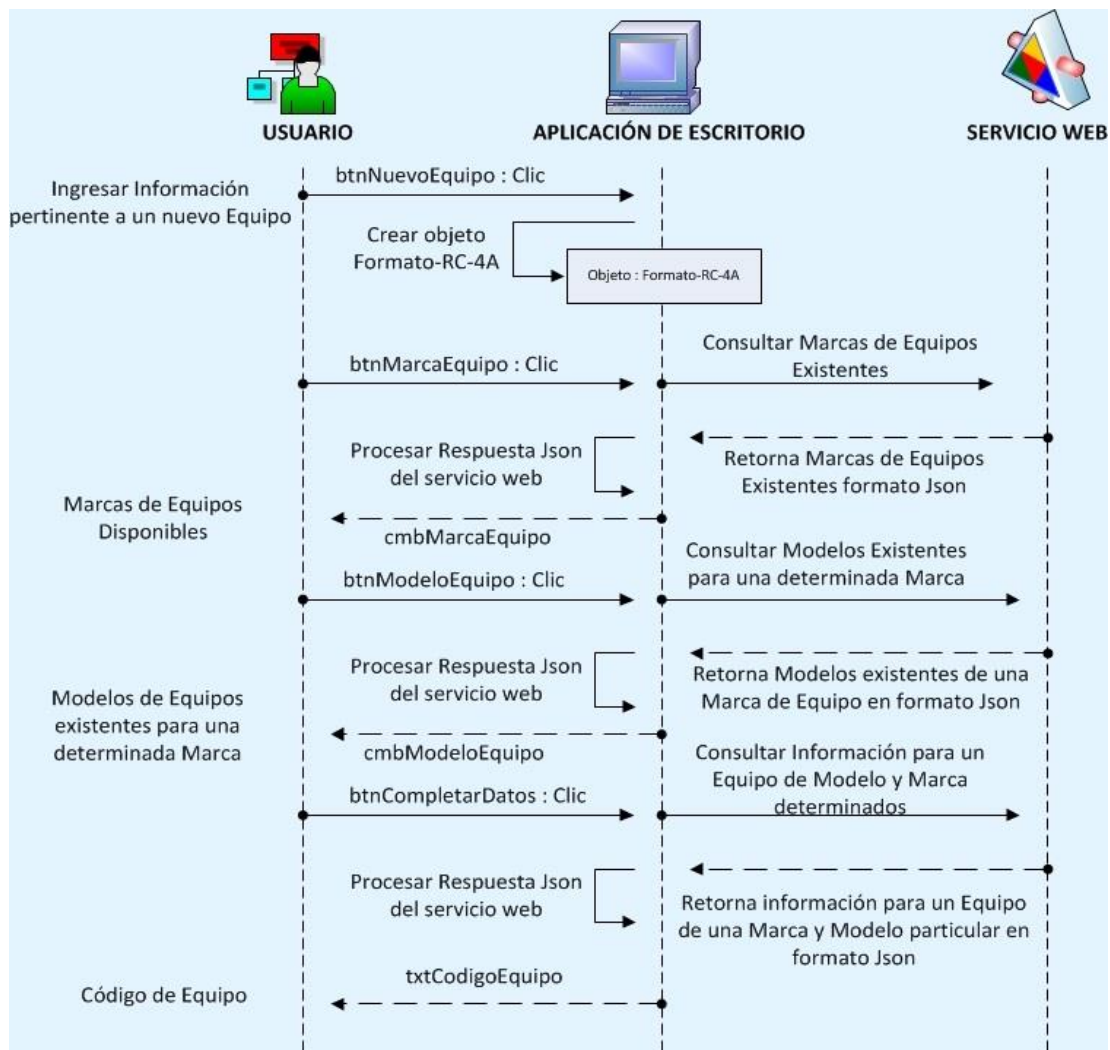 USUARIO
APLICACIÓN DE ESCRITORIO
SERVICIO WEB
Ingresar Información
pertinente a un nuevo Equipo
btnNuevoEquipo : Clic
Crear objeto
Formato-RC-4A
Objeto : Formato-RC-4A
btnMarcaEquipo : Clic
Consultar Marcas de Equipos
Existentes
Procesar Respuesta Json
del servicio web
Retorna Marcas de Equipos
Existentes formato Json
Marcas de Equipos
Disponibles
cmbMarcaEquipo
btnModeloEquipo : Clic
Consultar Modelos Existentes
para una determinada Marca
Procesar Respuesta Json
del servicio web
Retorna Modelos existentes de una
Marca de Equipo en formato Json
Modelos de Equipos
existentes para una
determinada Marca
cmbModeloEquipo
btnCompletarDatos : Clic
Consultar Información para un
Equipo de Modelo y Marca
determinados
Procesar Respuesta Json
del servicio web
Retorna información para un Equipo
de una Marca y Modelo particular en
formato Json
Código de Equipo
txtCodigoEquipo